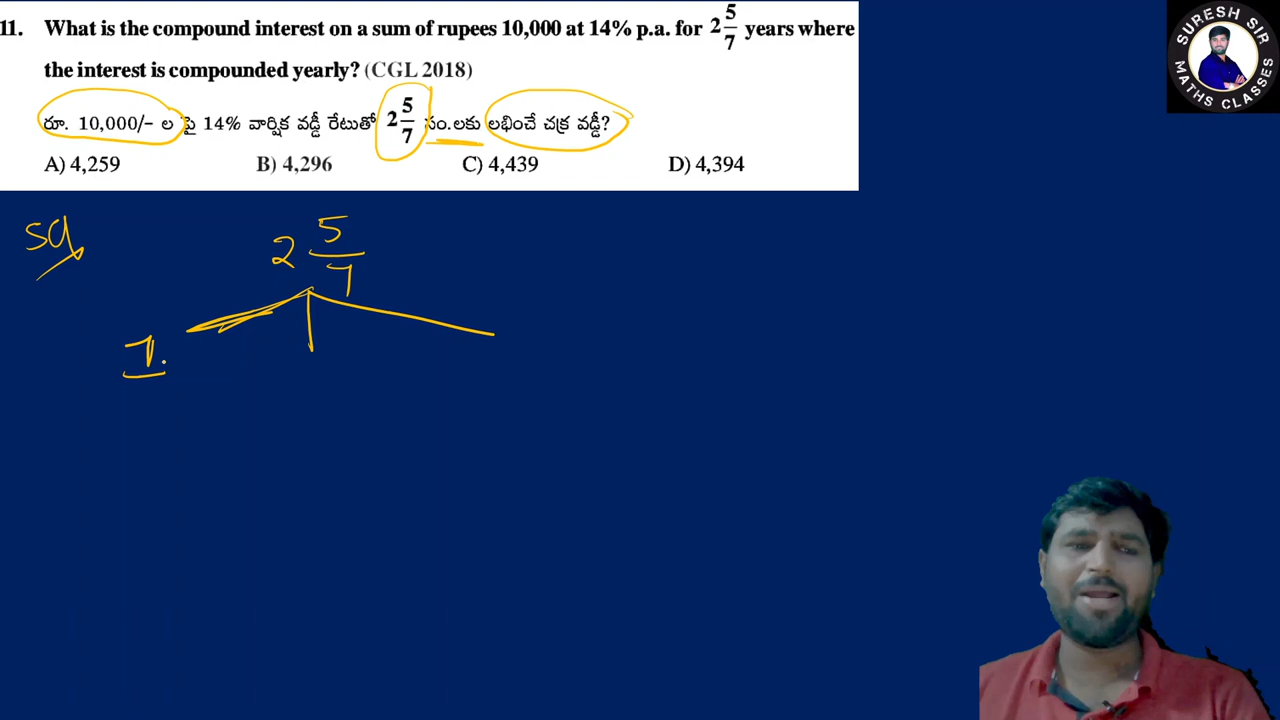 11. What is the compound interest on a sum of rupees 10,000 at 14% p.a. for 2 5/7 years where
the interest is compounded yearly? (CGL 2018)
రూ. 10,000/- ల పై 14% వార్షిక వడ్డీ రేటుతో 2 5/7 సం.లకు లభించే చక్ర వడ్డీ?
A) 4,259 B) 4,296 C) 4,439 D) 4,394
SURESH SIR
MATHS CLASSES
2 5/7